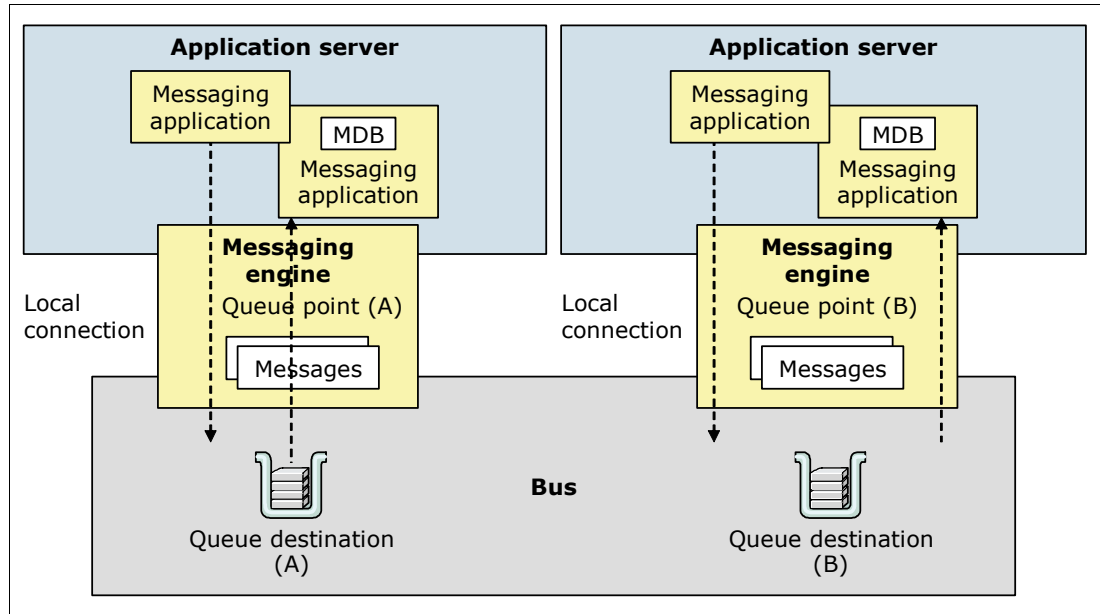 Application server
Messaging
application
MDB
Messaging
application
Messaging
engine
Queue point (A)
Messages
Local
connection
Queue destination
(A)
Application server
Messaging
application
MDB
Messaging
application
Messaging
engine
Queue point (B)
Messages
Local
connection
Bus
Queue destination
(B)